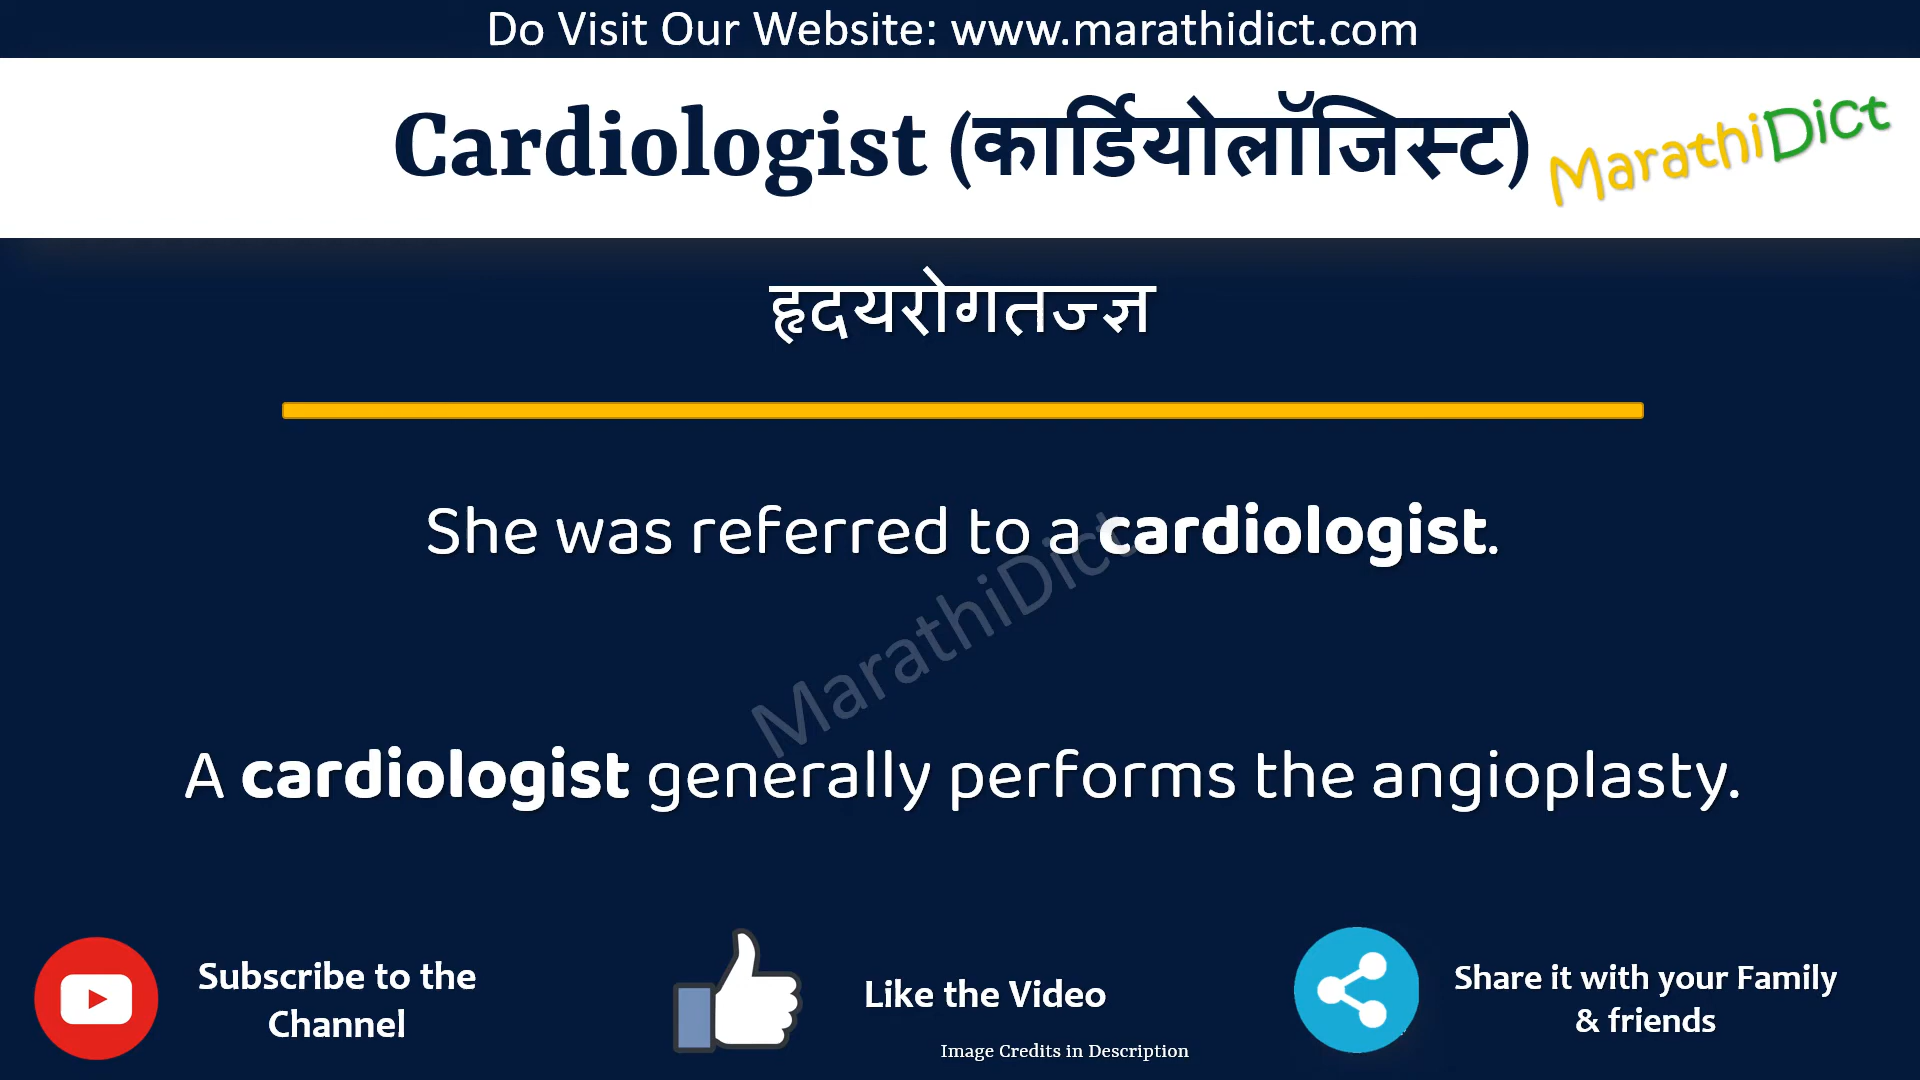 Do Visit Our Website: www.marathidict.com
Cardiologist (कार्डियोलॉजिस्ट)
MarathiDict
हृदयरोगतज्ज्ञ
She was referred to a cardiologist.
MarathiDict
A cardiologist generally performs the angioplasty.
Subscribe to the
Channel
Like the Video
Share it with your Family
& friends
Image Credits in Description